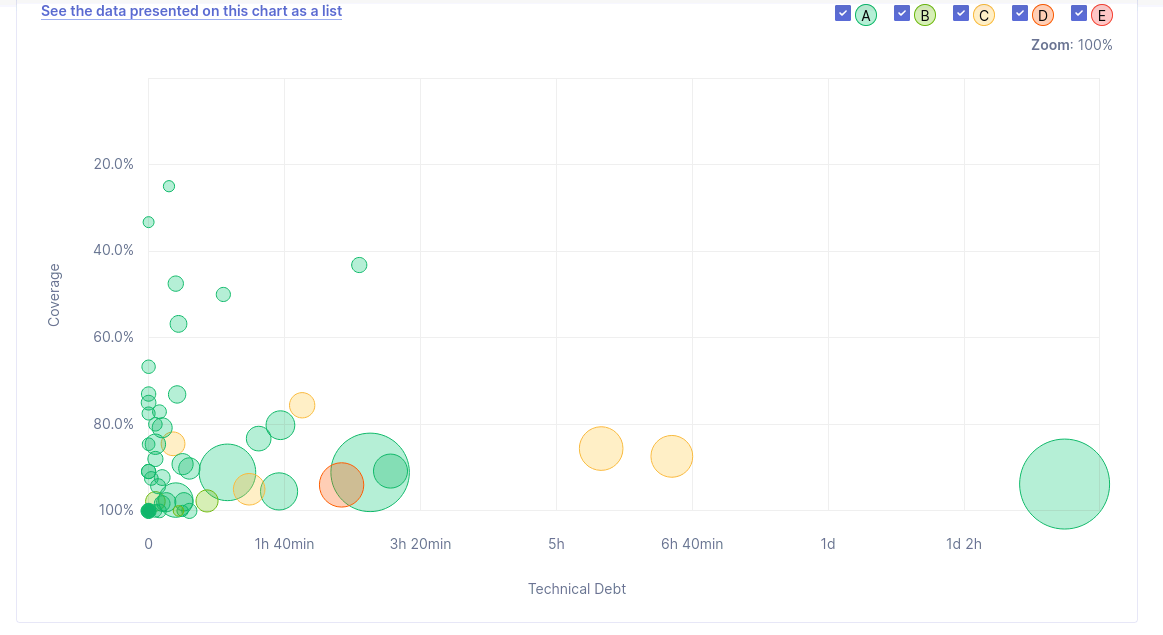 See the data presented on this chart as a list
A B C D E
Zoom: 100%
20.0%
40.0%
60.0%
80.0%
100%
Coverage
0 1h 40min 3h 20min 5h 6h 40min 1d 1d 2h
Technical Debt